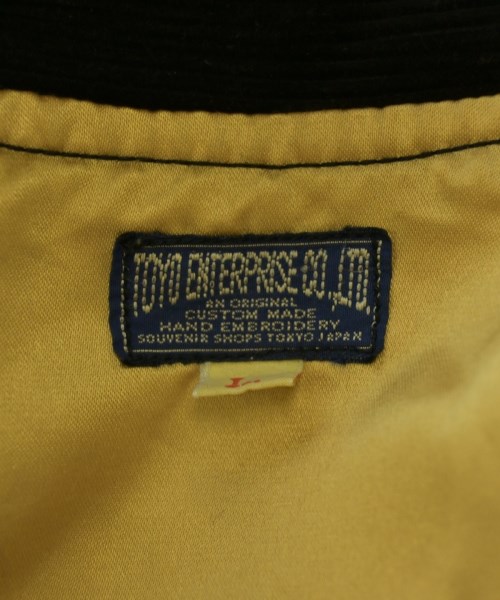 TOYO ENTERPRISE CO.,LTD.
AN ORIGINAL
CUSTOM MADE
HAND EMBROIDERY
SOUVENIR SHOPS TOKYO JAPAN